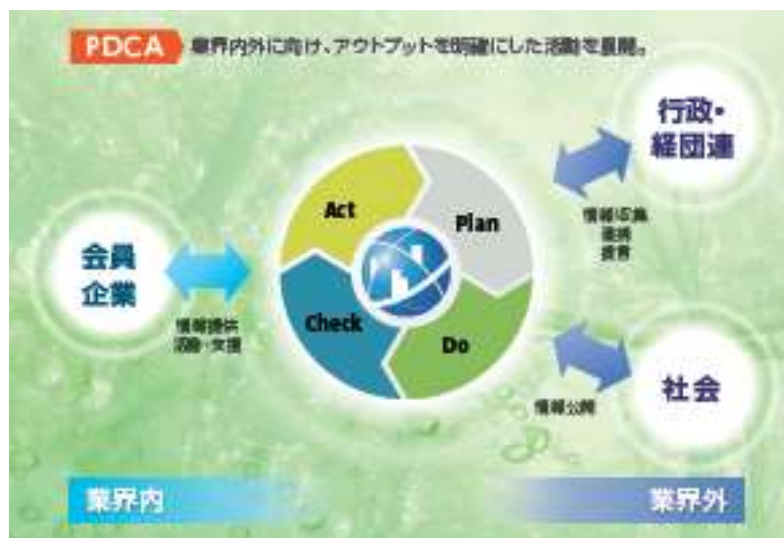 PDCA 業界内外に向け、アウトプットを明確にした活動を展開。
行政・
経団連
Act
Plan
情報収集
連携
提言
会員
企業
情報提供
活動・支援
Check
Do
社会
情報公開
業界内
業界外